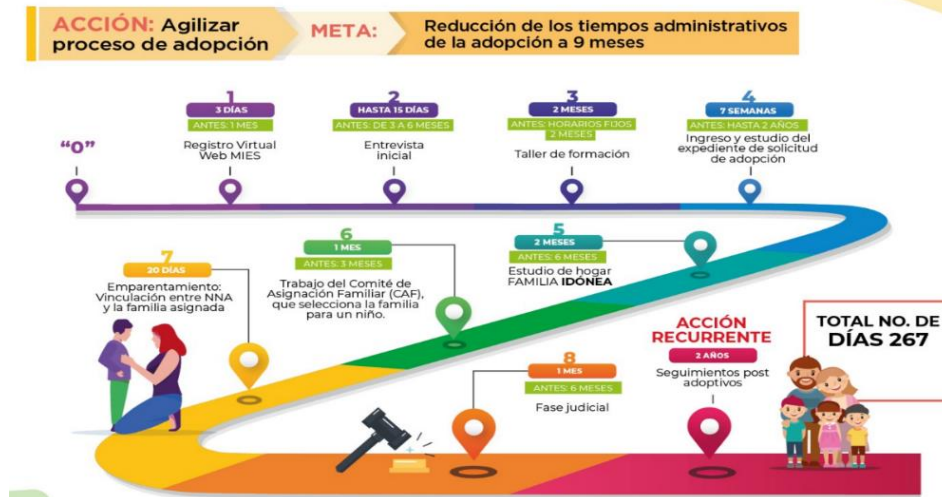 ACCIÓN: Agilizar
proceso de adopción
META:
Reducción de los tiempos administrativos
de la adopción a 9 meses
"0"
1
3 DÍAS
ANTES: 1 MES
Registro Virtual
Web MIES
2
HASTA 15 DÍAS
ANTES: DE 3 A 6 MESES
Entrevista
inicial
3
2 MESES
ANTES: HORARIOS FIJOS
2 MESES
Taller de formación
4
7 SEMANAS
ANTES: HASTA 2 AÑOS
Ingreso y estudio del
expediente de solicitud
de adopción
5
2 MESES
ANTES: 6 MESES
Estudio de hogar
FAMILIA IDÓNEA
6
1 MES
ANTES: 3 MESES
Trabajo del Comité de
Asignación Familiar (CAF),
que selecciona la familia
para un niño.
7
20 DÍAS
Emparentamiento:
Vinculación entre NNA
y la familia asignada
8
1 MES
ANTES: 6 MESES
Fase judicial
ACCIÓN
RECURRENTE
2 AÑOS
Seguimientos post
adoptivos
TOTAL NO. DE
DÍAS 267